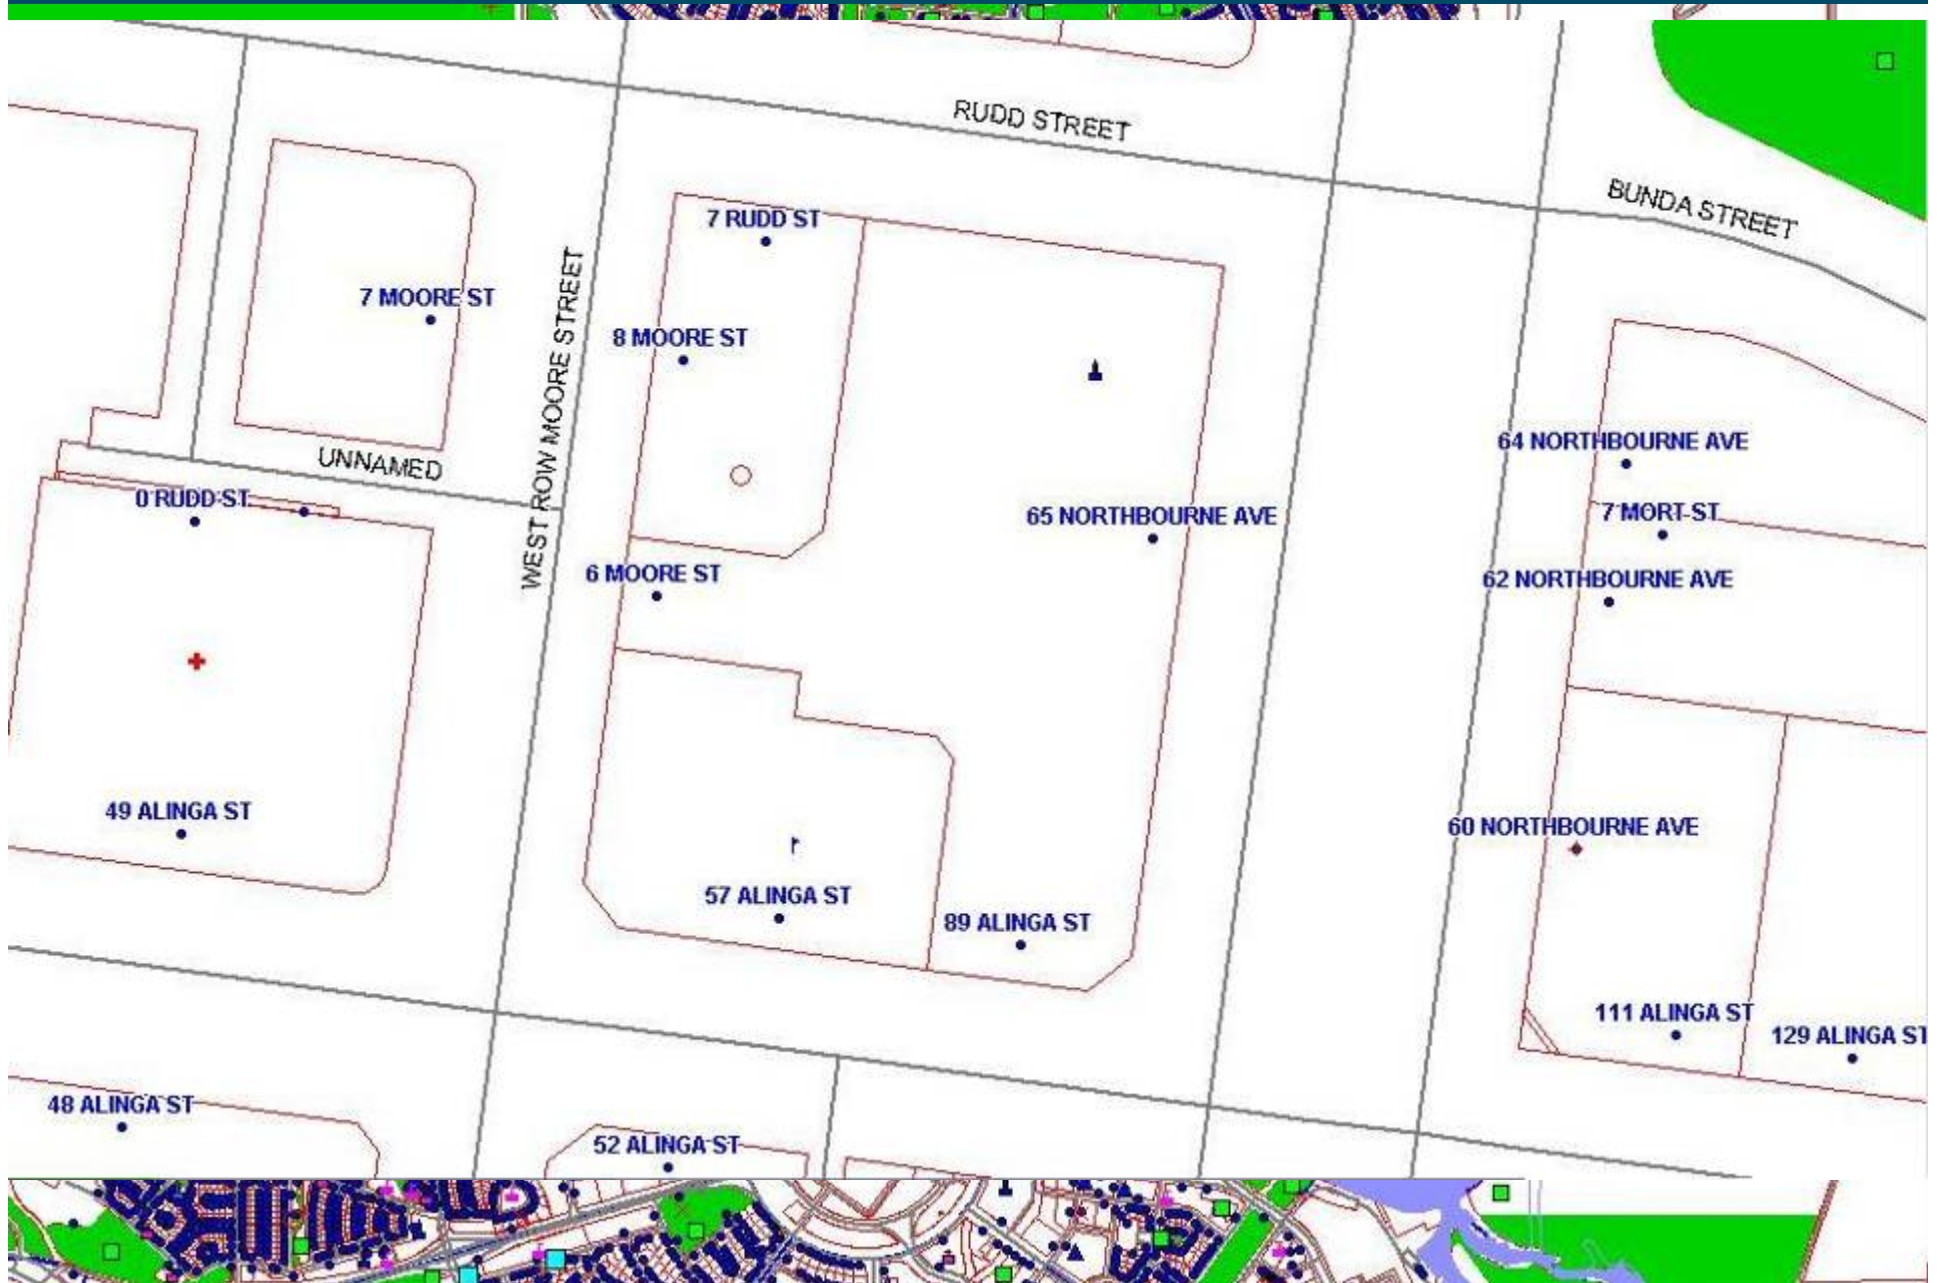 RUDD STREET
BUNDA STREET
7 RUDD ST
7 MOORE ST
WEST ROW MOORE STREET
8 MOORE ST
64 NORTHBOURNE AVE
UNNAMED
0 RUDD ST
65 NORTHBOURNE AVE
7 MORT ST
6 MOORE ST
62 NORTHBOURNE AVE
49 ALINGA ST
60 NORTHBOURNE AVE
57 ALINGA ST
89 ALINGA ST
111 ALINGA ST
129 ALINGA ST
48 ALINGA ST
52 ALINGA ST